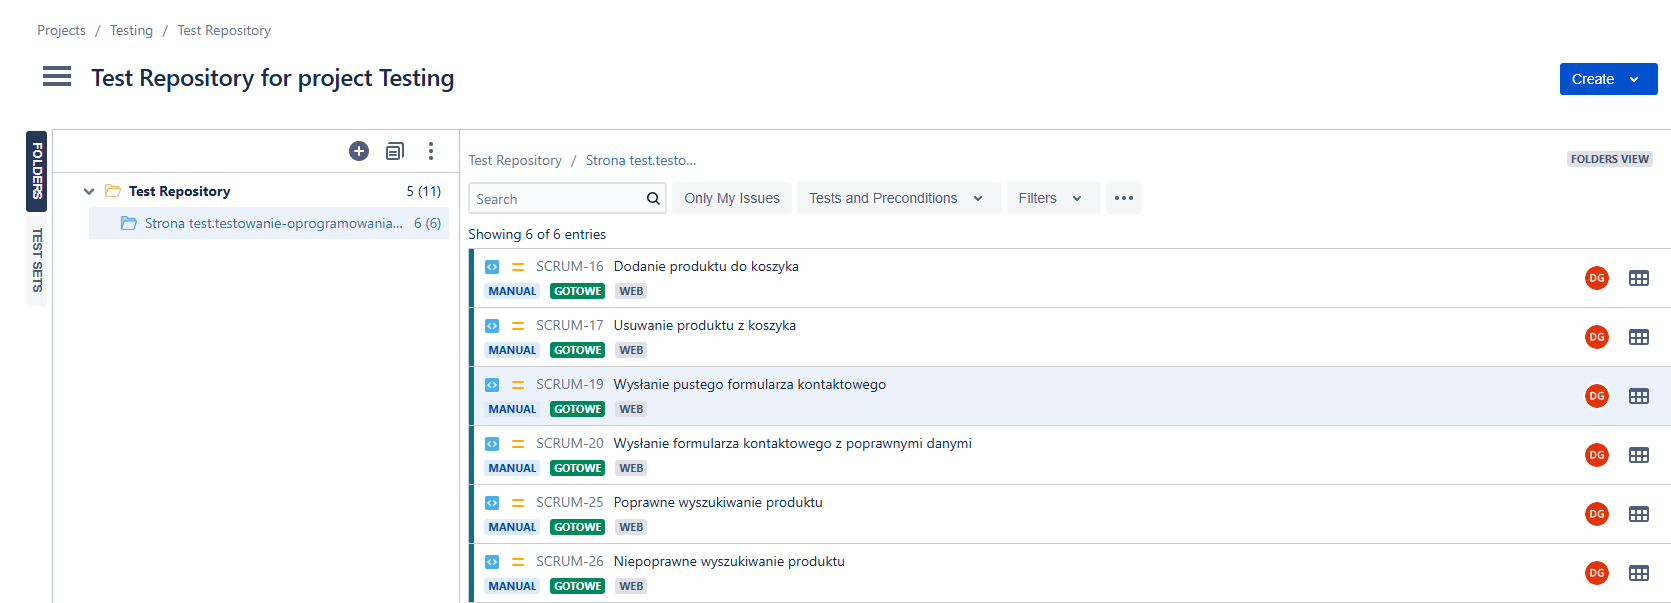 Projects / Testing / Test Repository
Test Repository for project Testing
Create
FOLDERS
TEST SETS
Test Repository 5 (11)
Strona test.testowanie-oprogramowania... 6 (6)
Test Repository / Strona test.testo...
FOLDERS VIEW
Search
Only My Issues
Tests and Preconditions
Filters
Showing 6 of 6 entries
SCRUM-16 Dodanie produktu do koszyka
DG
MANUAL GOTOWE WEB
SCRUM-17 Usuwanie produktu z koszyka
DG
MANUAL GOTOWE WEB
SCRUM-19 Wysłanie pustego formularza kontaktowego
DG
MANUAL GOTOWE WEB
SCRUM-20 Wysłanie formularza kontaktowego z poprawnymi danymi
DG
MANUAL GOTOWE WEB
SCRUM-25 Poprawne wyszukiwanie produktu
DG
MANUAL GOTOWE WEB
SCRUM-26 Niepoprawne wyszukiwanie produktu
DG
MANUAL GOTOWE WEB